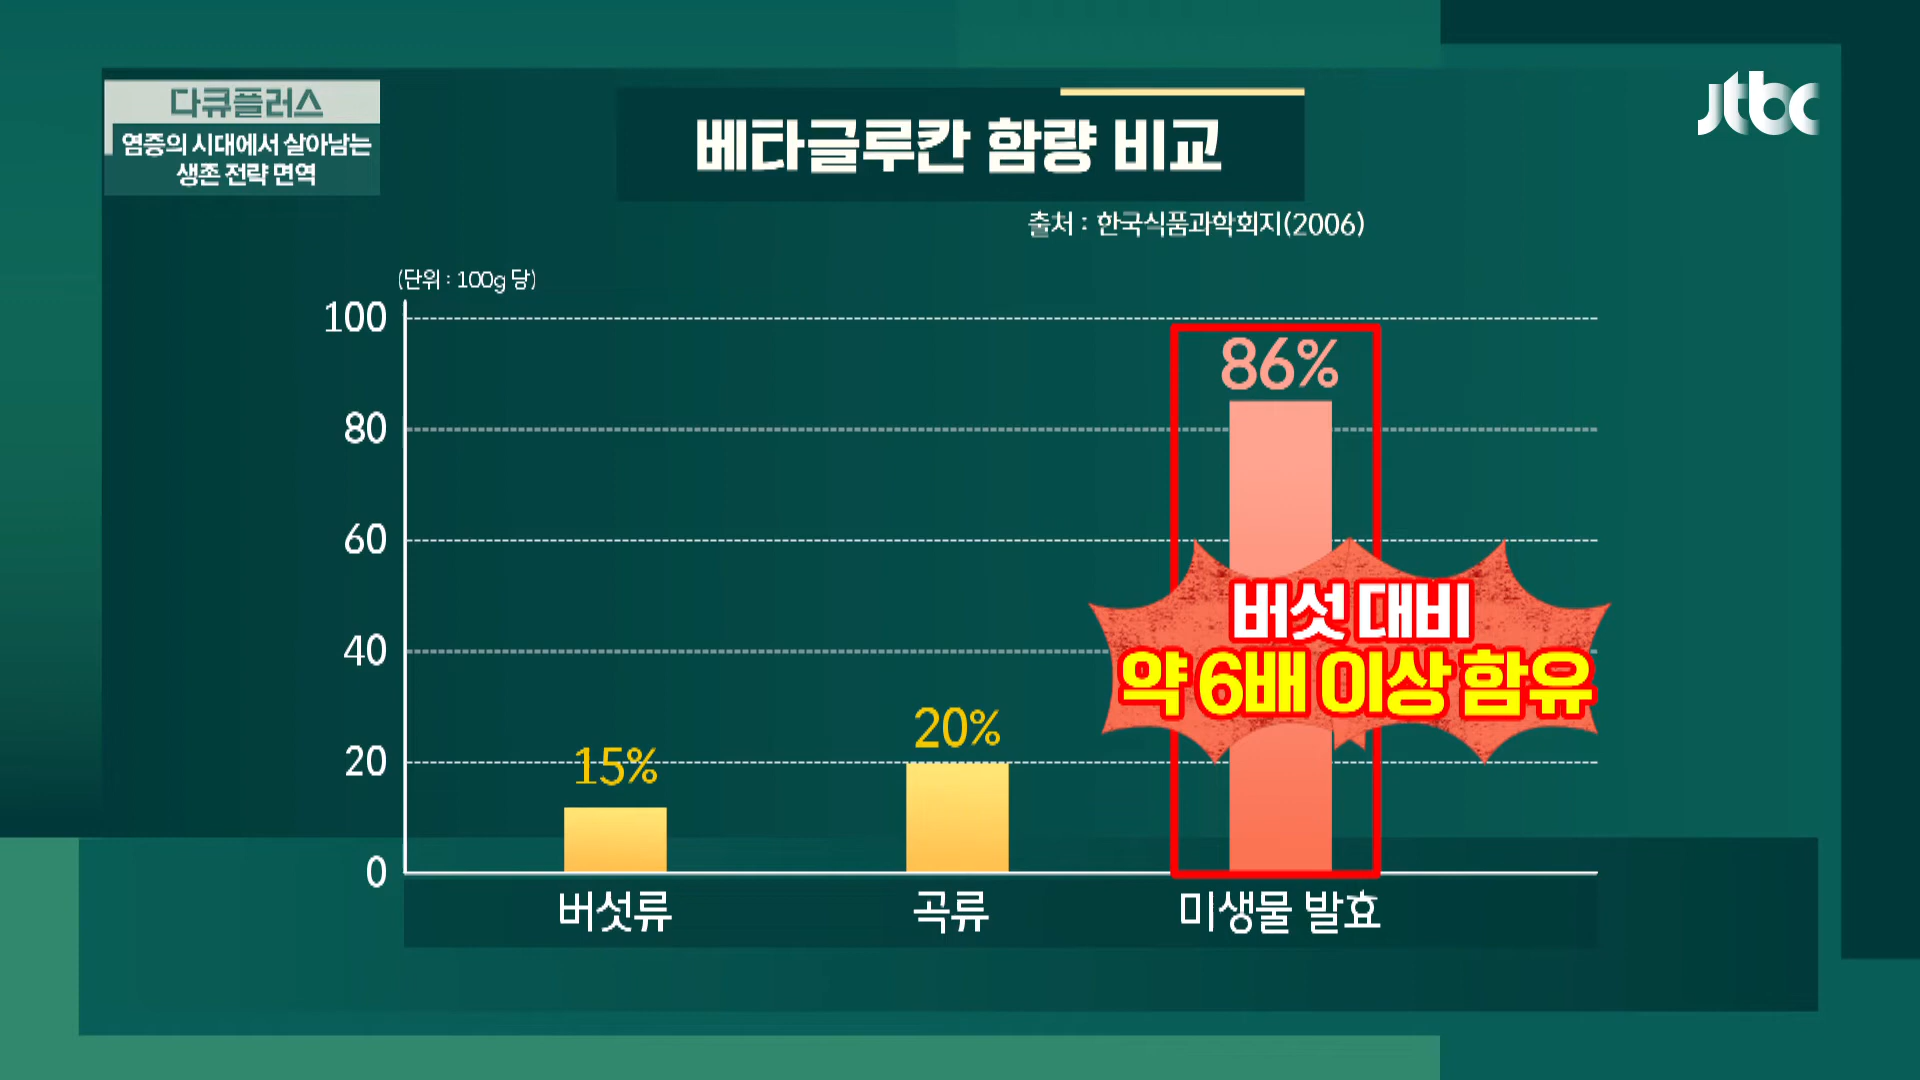 다큐플러스
염증의 시대에서 살아남는
생존 전략 면역
jtbc
베타글루칸 함량 비교
출처 : 한국식품과학회지(2006)
(단위 : 100g 당)
100
80
60
40
20
0
15%
20%
86%
버섯 대비
약 6배 이상 함유
버섯류
곡류
미생물 발효